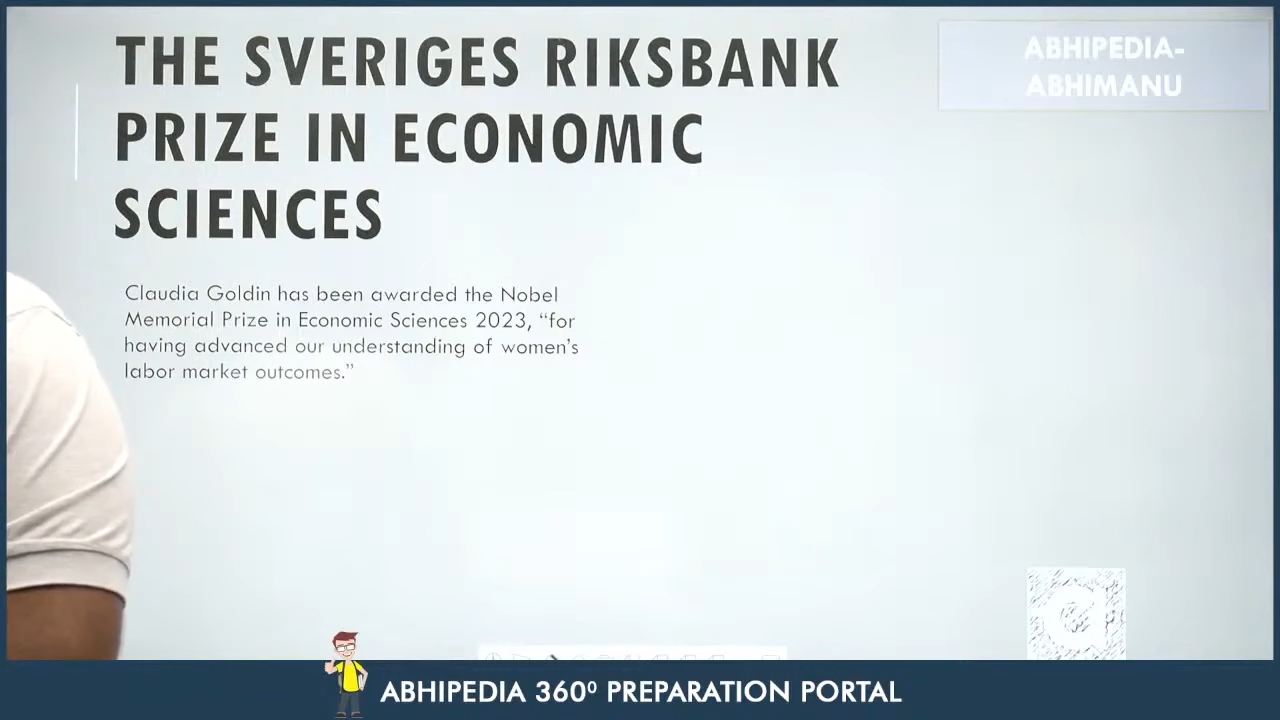 THE SVERIGES RIKSBANK
PRIZE IN ECONOMIC
SCIENCES
ABHIPEDIA-
ABHIMANU
Claudia Goldin has been awarded the Nobel
Memorial Prize in Economic Sciences 2023, “for
having advanced our understanding of women’s
labor market outcomes.”
ABHIPEDIA 360⁰ PREPARATION PORTAL